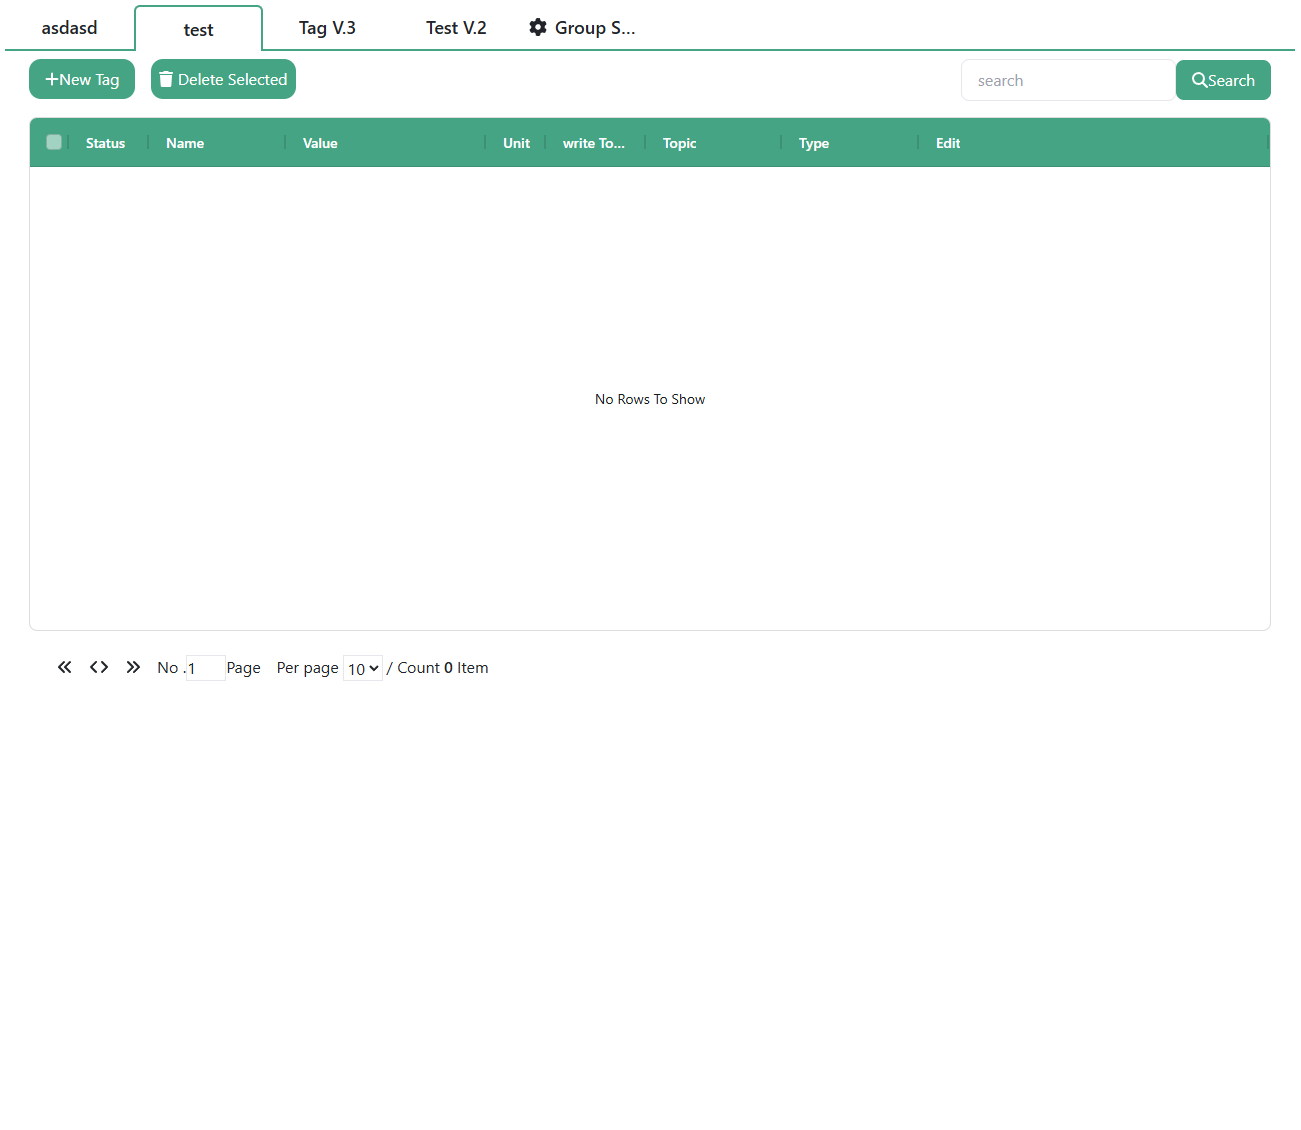 asdasd test Tag V.3 Test V.2 Group S...
New Tag Delete Selected search Search
Status Name Value Unit write To... Topic Type Edit
No Rows To Show
No .1 Page Per page 10 / Count 0 Item